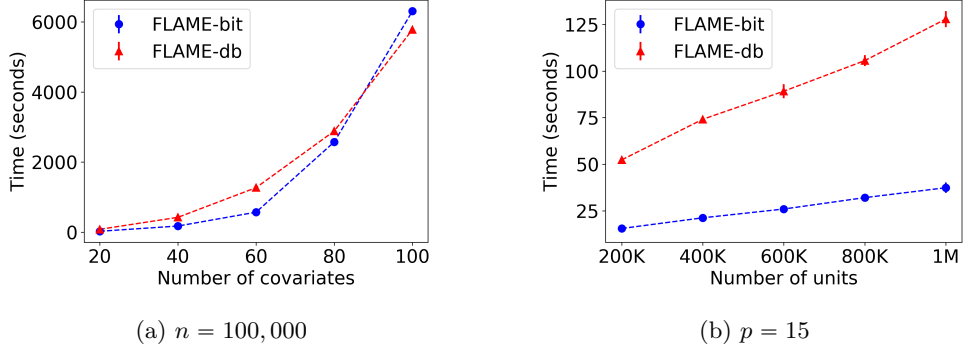 FLAME-bit
FLAME-db
Time (seconds)
6000
4000
2000
0
20 40 60 80 100
Number of covariates
(a) n = 100,000
FLAME-bit
FLAME-db
Time (seconds)
125
100
75
50
25
200K 400K 600K 800K 1M
Number of units
(b) p = 15